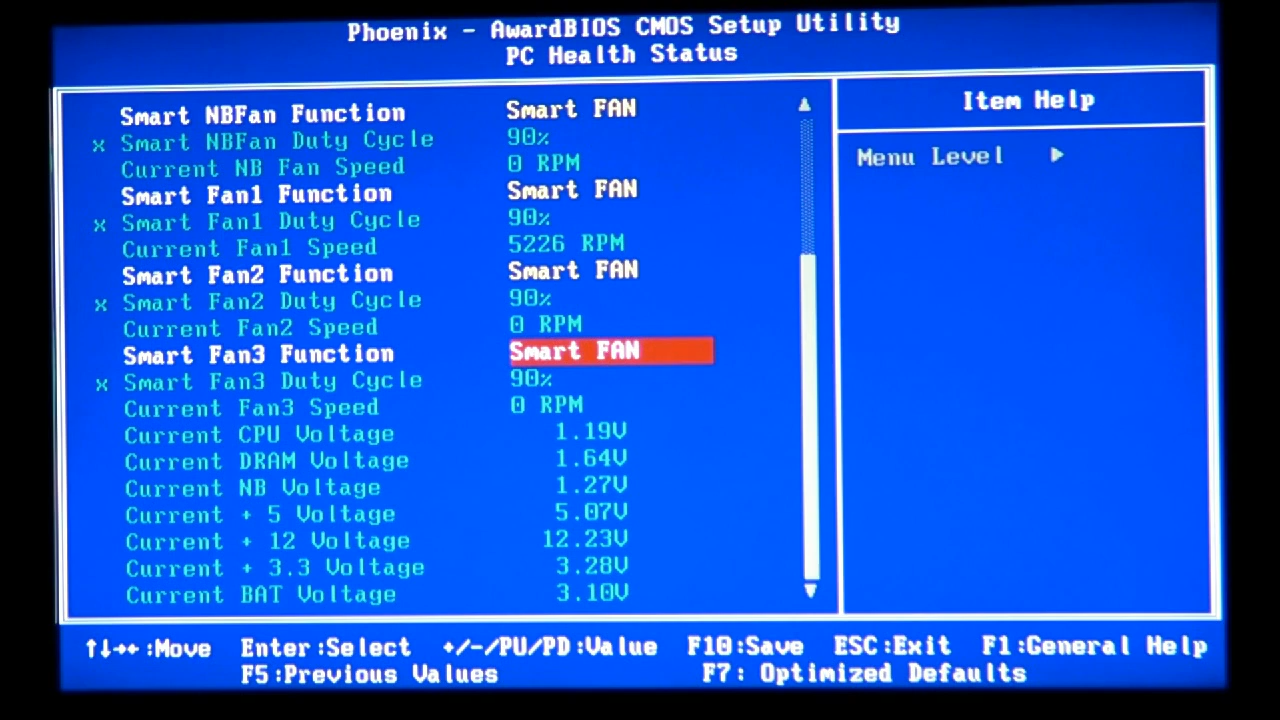 Phoenix - AwardBIOS CMOS Setup Utility
PC Health Status
Smart NBFan Function Smart FAN
x Smart NBFan Duty Cycle 90%
Current NB Fan Speed 0 RPM
Smart Fan1 Function Smart FAN
x Smart Fan1 Duty Cycle 90%
Current Fan1 Speed 5226 RPM
Smart Fan2 Function Smart FAN
x Smart Fan2 Duty Cycle 90%
Current Fan2 Speed 0 RPM
Smart Fan3 Function Smart FAN
x Smart Fan3 Duty Cycle 90%
Current Fan3 Speed 0 RPM
Current CPU Voltage 1.19V
Current DRAM Voltage 1.64V
Current NB Voltage 1.27V
Current + 5 Voltage 5.07V
Current + 12 Voltage 12.23V
Current + 3.3 Voltage 3.28V
Current BAT Voltage 3.10V
Item Help
Menu Level ▶
↑↓→←:Move Enter:Select +/-/PU/PD:Value F10:Save ESC:Exit F1:General Help
F5:Previous Values F7: Optimized Defaults